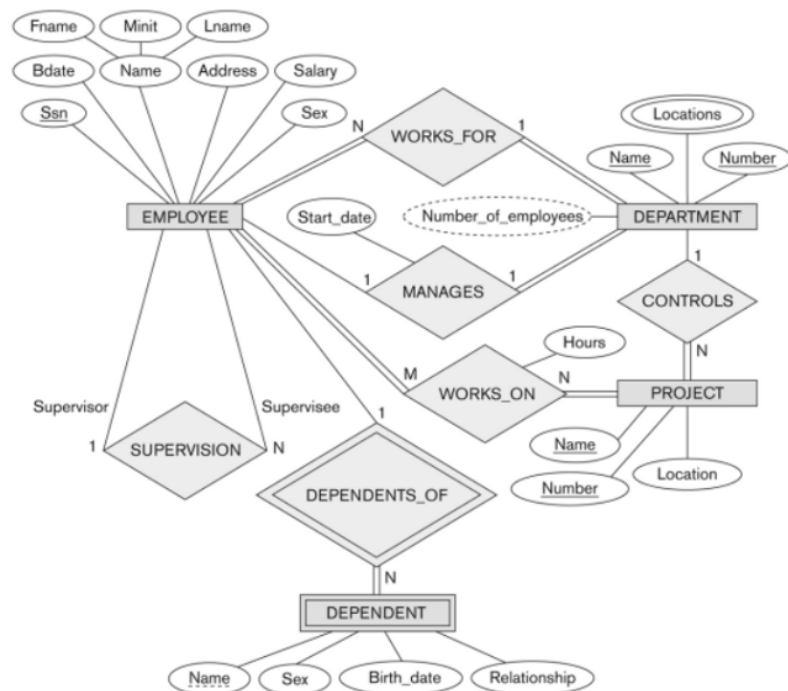 Fname Minit Lname
Bdate Name Address Salary
Ssn Sex
N WORKS_FOR 1
Locations
Name Number
EMPLOYEE
Start_date
Number_of_employees
DEPARTMENT
1 MANAGES 1
1
CONTROLS
N
Hours
M WORKS_ON N
PROJECT
Name
Number
Location
Supervisor Supervisee
1 SUPERVISION N
1
DEPENDENTS_OF
N
DEPENDENT
Name Sex Birth_date Relationship